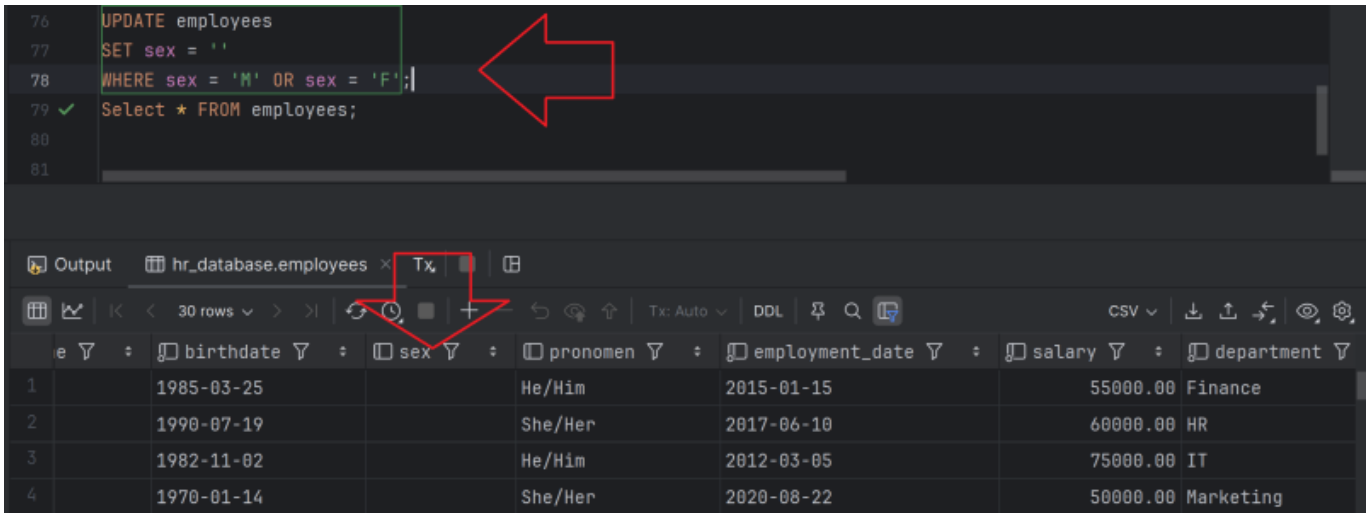 76 UPDATE employees
77 SET sex = ''
78 WHERE sex = 'M' OR sex = 'F';
79 Select * FROM employees;
80
81
Output hr_database.employees × Tx
30 rows Tx: Auto DDL CSV
e birthdate sex pronomen employment_date salary department
1 1985-03-25 He/Him 2015-01-15 55000.00 Finance
2 1990-07-19 She/Her 2017-06-10 60000.00 HR
3 1982-11-02 He/Him 2012-03-05 75000.00 IT
4 1970-01-14 She/Her 2020-08-22 50000.00 Marketing